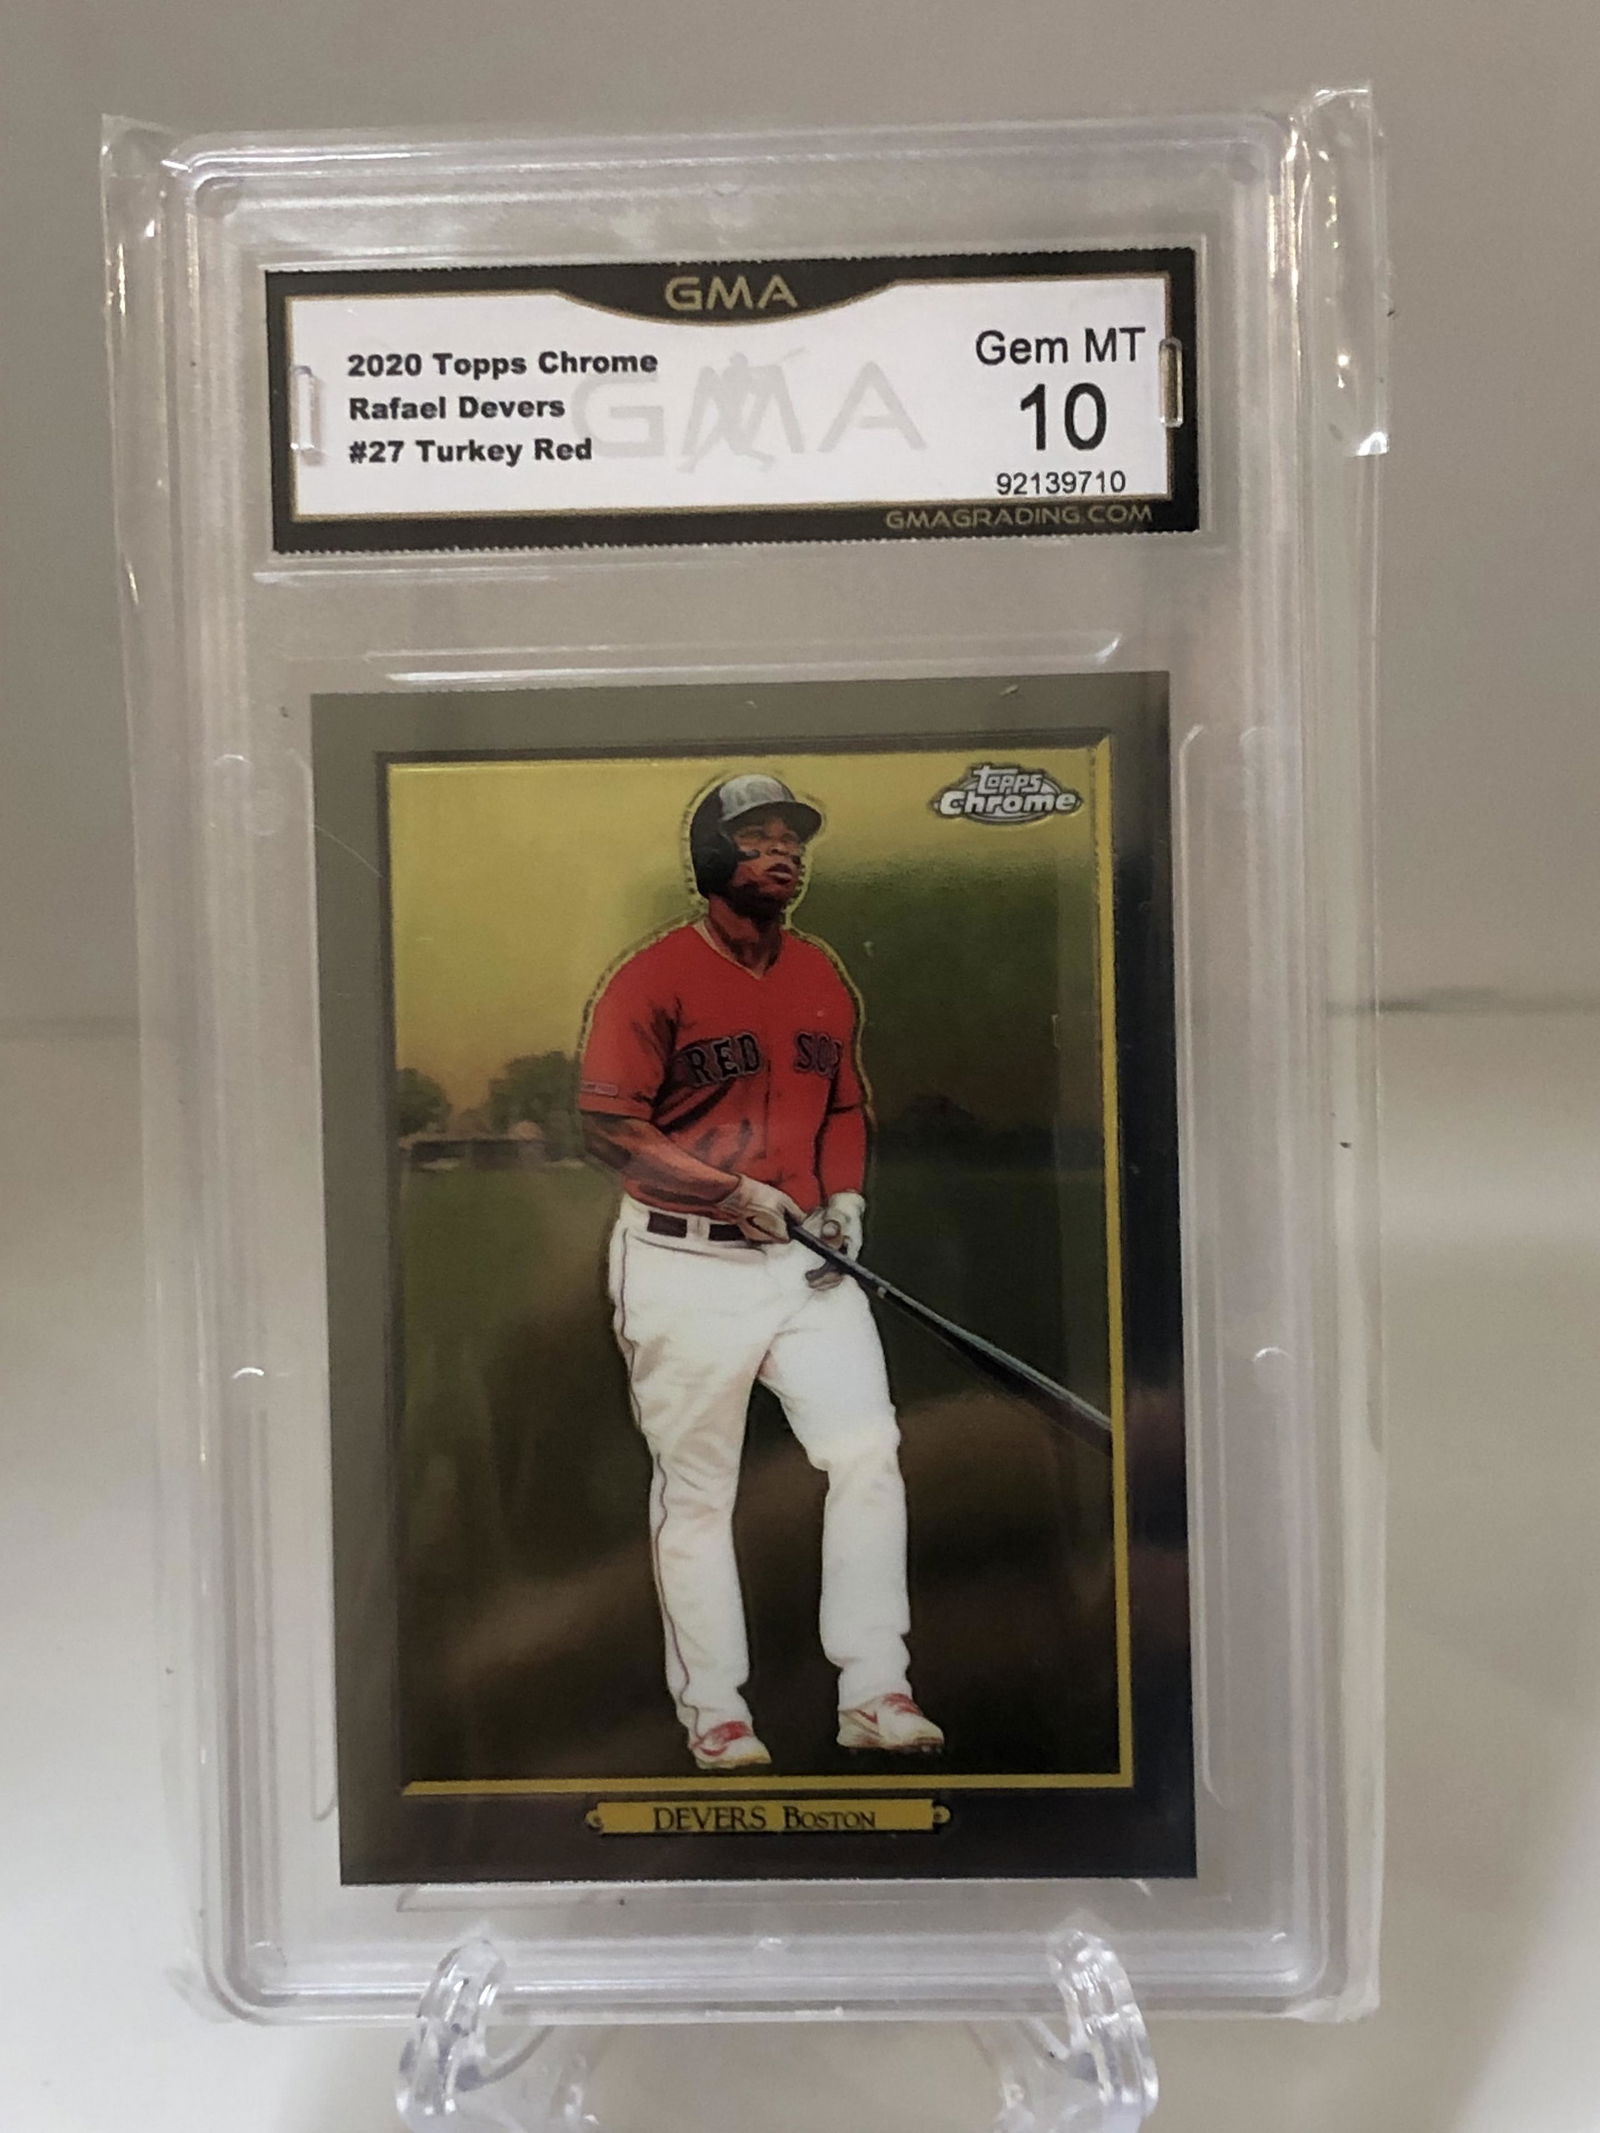 GMA
2020 Topps Chrome
Rafael Devers
#27 Turkey Red
GMA
Gem MT
10
92139710
GMAGRADING.COM
Topps
Chrome
RED SOX
DEVERS BOSTON